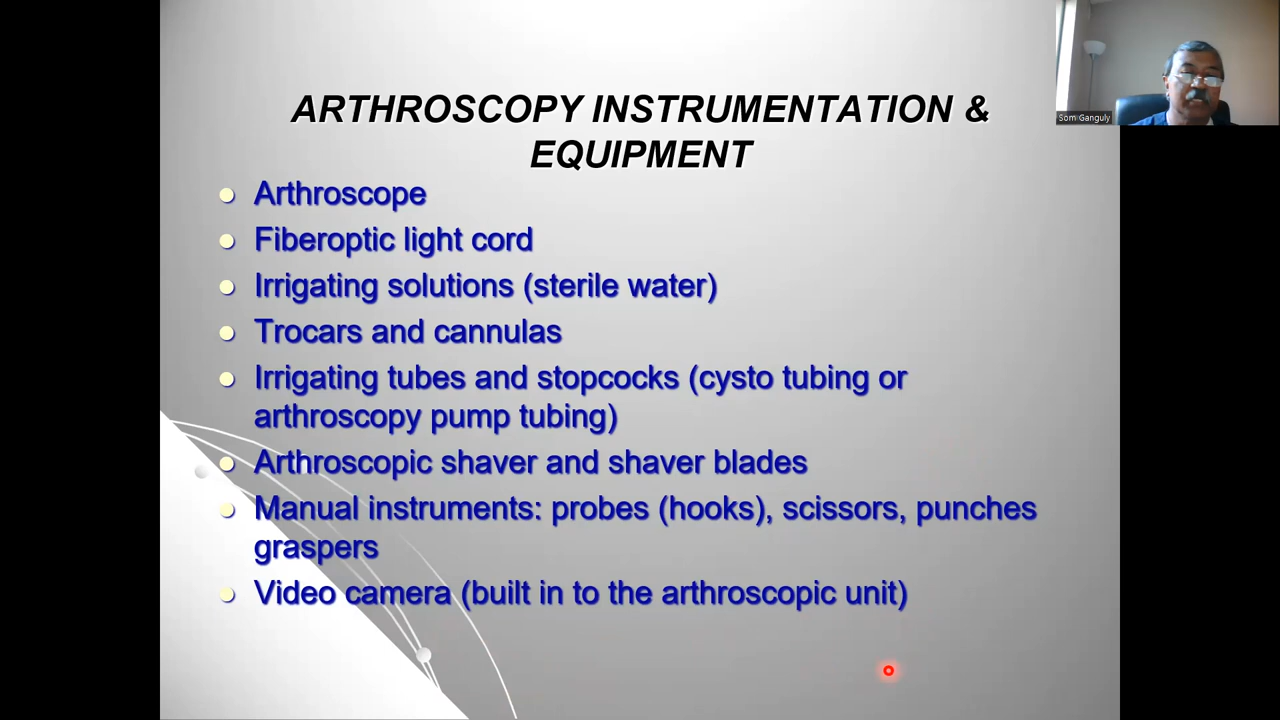 ARTHROSCOPY INSTRUMENTATION &
EQUIPMENT
Arthroscope
Fiberoptic light cord
Irrigating solutions (sterile water)
Trocars and cannulas
Irrigating tubes and stopcocks (cysto tubing or
arthroscopy pump tubing)
Arthroscopic shaver and shaver blades
Manual instruments: probes (hooks), scissors, punches
graspers
Video camera (built in to the arthroscopic unit)
Som Ganguly